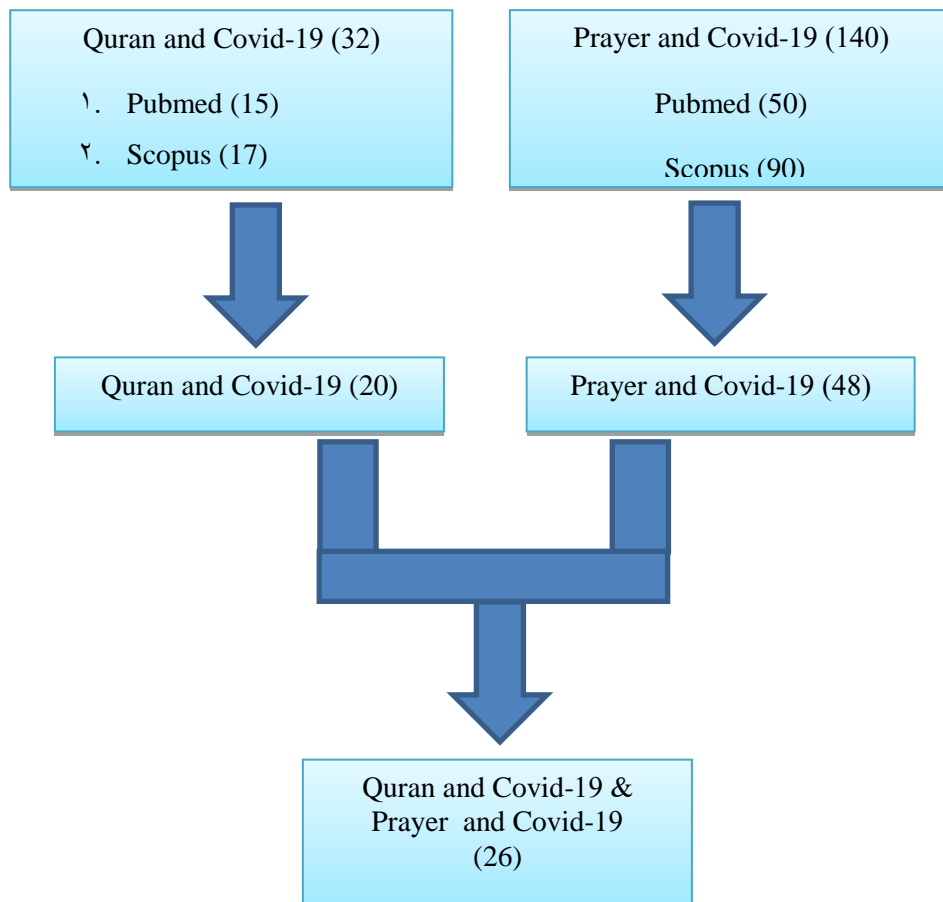 Quran and Covid-19 (32)
١. Pubmed (15)
٢. Scopus (17)
Prayer and Covid-19 (140)
Pubmed (50)
Scopus (90)
Quran and Covid-19 (20)
Prayer and Covid-19 (48)
Quran and Covid-19 &
Prayer and Covid-19
(26)